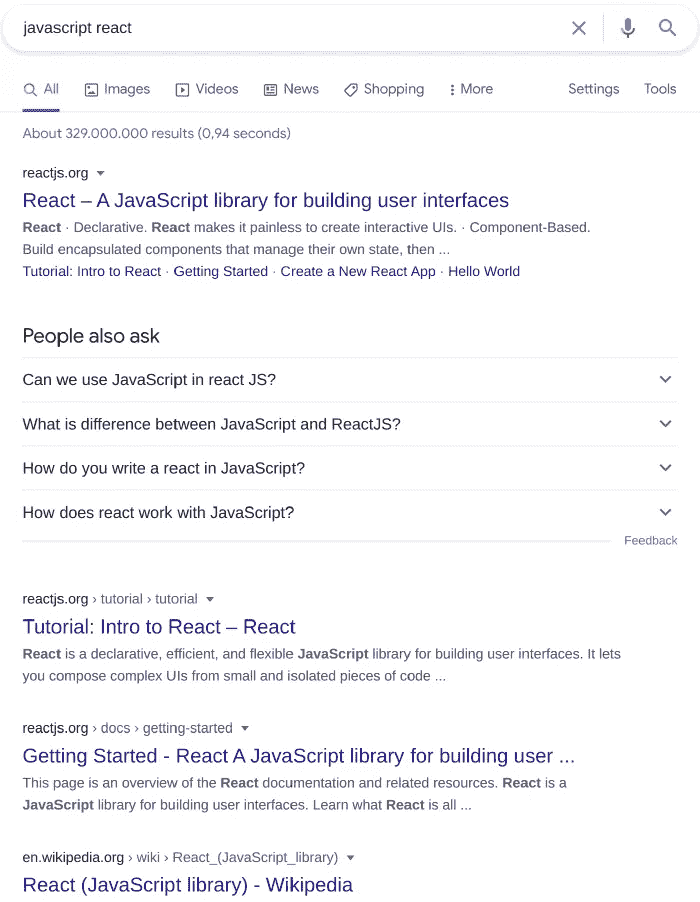 javascript react
All Images Videos News Shopping More Settings Tools
About 329.000.000 results (0,94 seconds)
reactjs.org
React – A JavaScript library for building user interfaces
React · Declarative. React makes it painless to create interactive UIs. · Component-Based.
Build encapsulated components that manage their own state, then ...
Tutorial: Intro to React · Getting Started · Create a New React App · Hello World
People also ask
Can we use JavaScript in react JS?
What is difference between JavaScript and ReactJS?
How do you write a react in JavaScript?
How does react work with JavaScript?
Feedback
reactjs.org › tutorial › tutorial
Tutorial: Intro to React – React
React is a declarative, efficient, and flexible JavaScript library for building user interfaces. It lets
you compose complex UIs from small and isolated pieces of code ...
reactjs.org › docs › getting-started
Getting Started - React A JavaScript library for building user ...
This page is an overview of the React documentation and related resources. React is a
JavaScript library for building user interfaces. Learn what React is all ...
en.wikipedia.org › wiki › React_(JavaScript_library)
React (JavaScript library) - Wikipedia